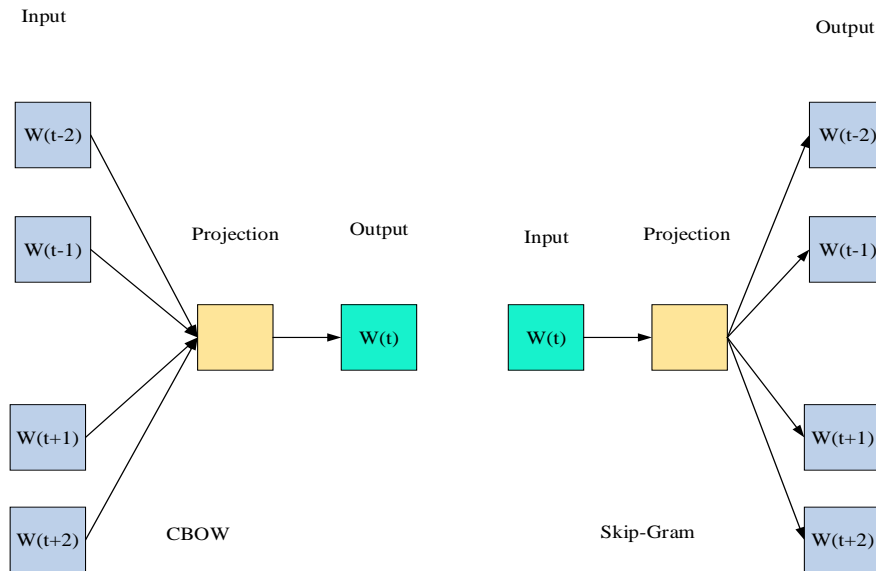 Input
W(t-2)
W(t-1)
W(t+1)
W(t+2)
Projection
Output
W(t)
CBOW
Input
W(t)
Projection
Output
W(t-2)
W(t-1)
W(t+1)
W(t+2)
Skip-Gram